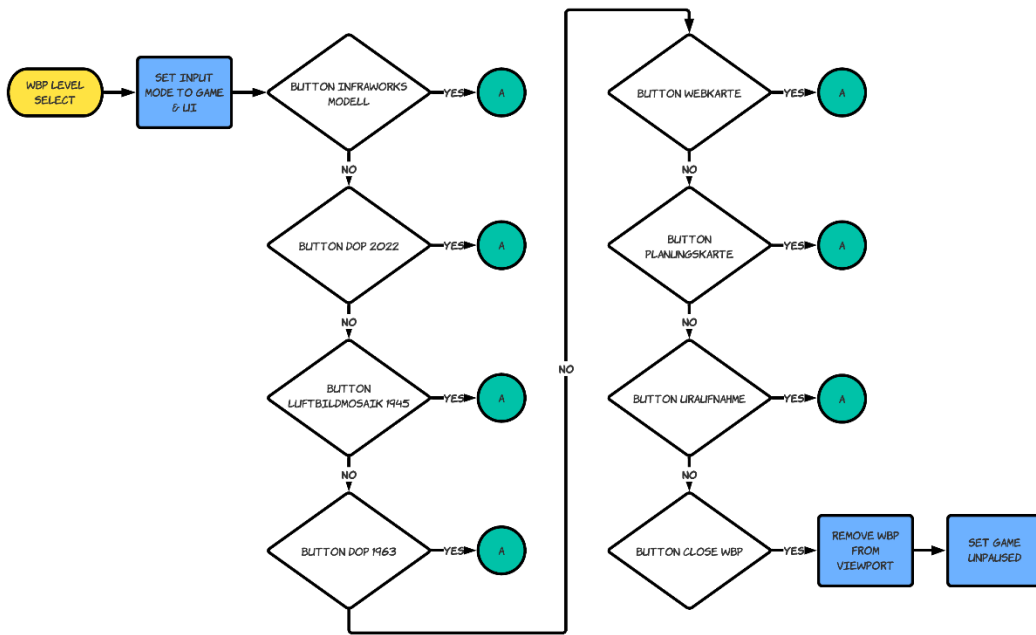 WBP LEVEL
SELECT
SET INPUT
MODE TO GAME
& UI
BUTTON INFRAWORKS
MODELL
YES
A
NO
BUTTON DOP 2022
YES
A
NO
BUTTON
LUFTBILDMOSAIK 1945
YES
A
NO
BUTTON DOP 1963
YES
A
NO
BUTTON WEBKARTE
YES
A
NO
BUTTON
PLANUNGSKARTE
YES
A
NO
BUTTON URAUFNAHME
YES
A
NO
BUTTON CLOSE WBP
YES
REMOVE WBP
FROM
VIEWPORT
SET GAME
UNPAUSED